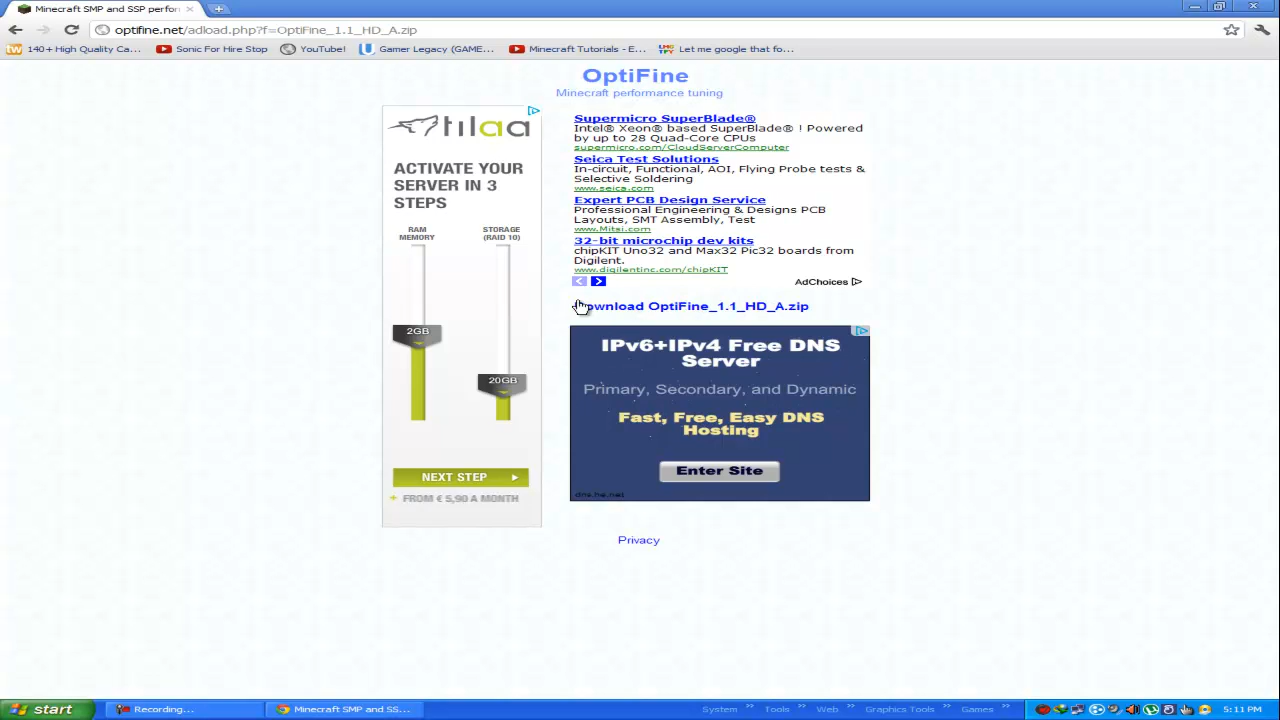 Minecraft SMP and SSP perfor
optifine.net/adload.php?f=OptiFine_1.1_HD_A.zip
140+ High Quality Ca...
Sonic For Hire Stop
YouTube!
Gamer Legacy (GAME...
Minecraft Tutorials - E...
Let me google that fo...
OptiFine
Minecraft performance tuning
tilaa
ACTIVATE YOUR
SERVER IN 3
STEPS
RAM
MEMORY
STORAGE
(RAID 10)
2GB
20GB
NEXT STEP
+ FROM € 5,90 A MONTH
Supermicro SuperBlade®
Intel® Xeon® based SuperBlade® ! Powered
by up to 28 Quad-Core CPUs
supermicro.com/CloudServerComputer
Seica Test Solutions
In-circuit, Functional, AOI, Flying Probe tests &
Selective Soldering
www.seica.com
Expert PCB Design Service
Professional Engineering & Designs PCB
Layouts, SMT Assembly, Test
www.Mitsi.com
32-bit microchip dev kits
chipKIT Uno32 and Max32 Pic32 boards from
Digilent.
www.digilentinc.com/chipKIT
AdChoices
Download OptiFine_1.1_HD_A.zip
IPv6+IPv4 Free DNS
Server
Primary, Secondary, and Dynamic
Fast, Free, Easy DNS
Hosting
Enter Site
dns.he.net
Privacy
start
Recording...
Minecraft SMP and SS...
System
Tools
Web
Graphics Tools
Games
5:11 PM